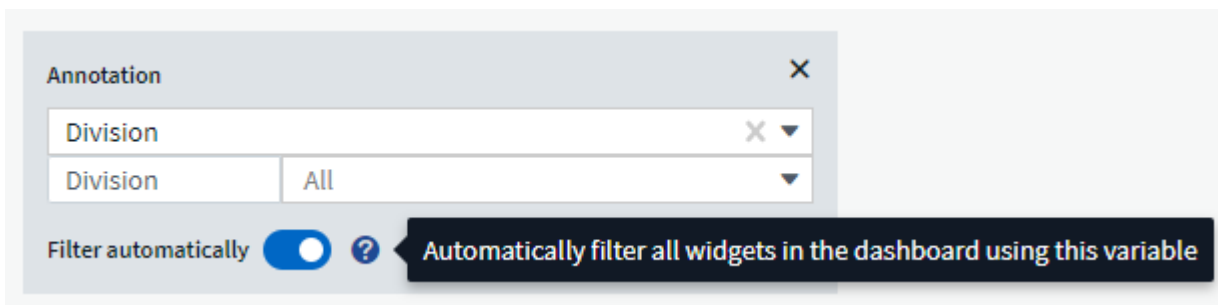 Annotation
Division
Division All
Filter automatically ? Automatically filter all widgets in the dashboard using this variable